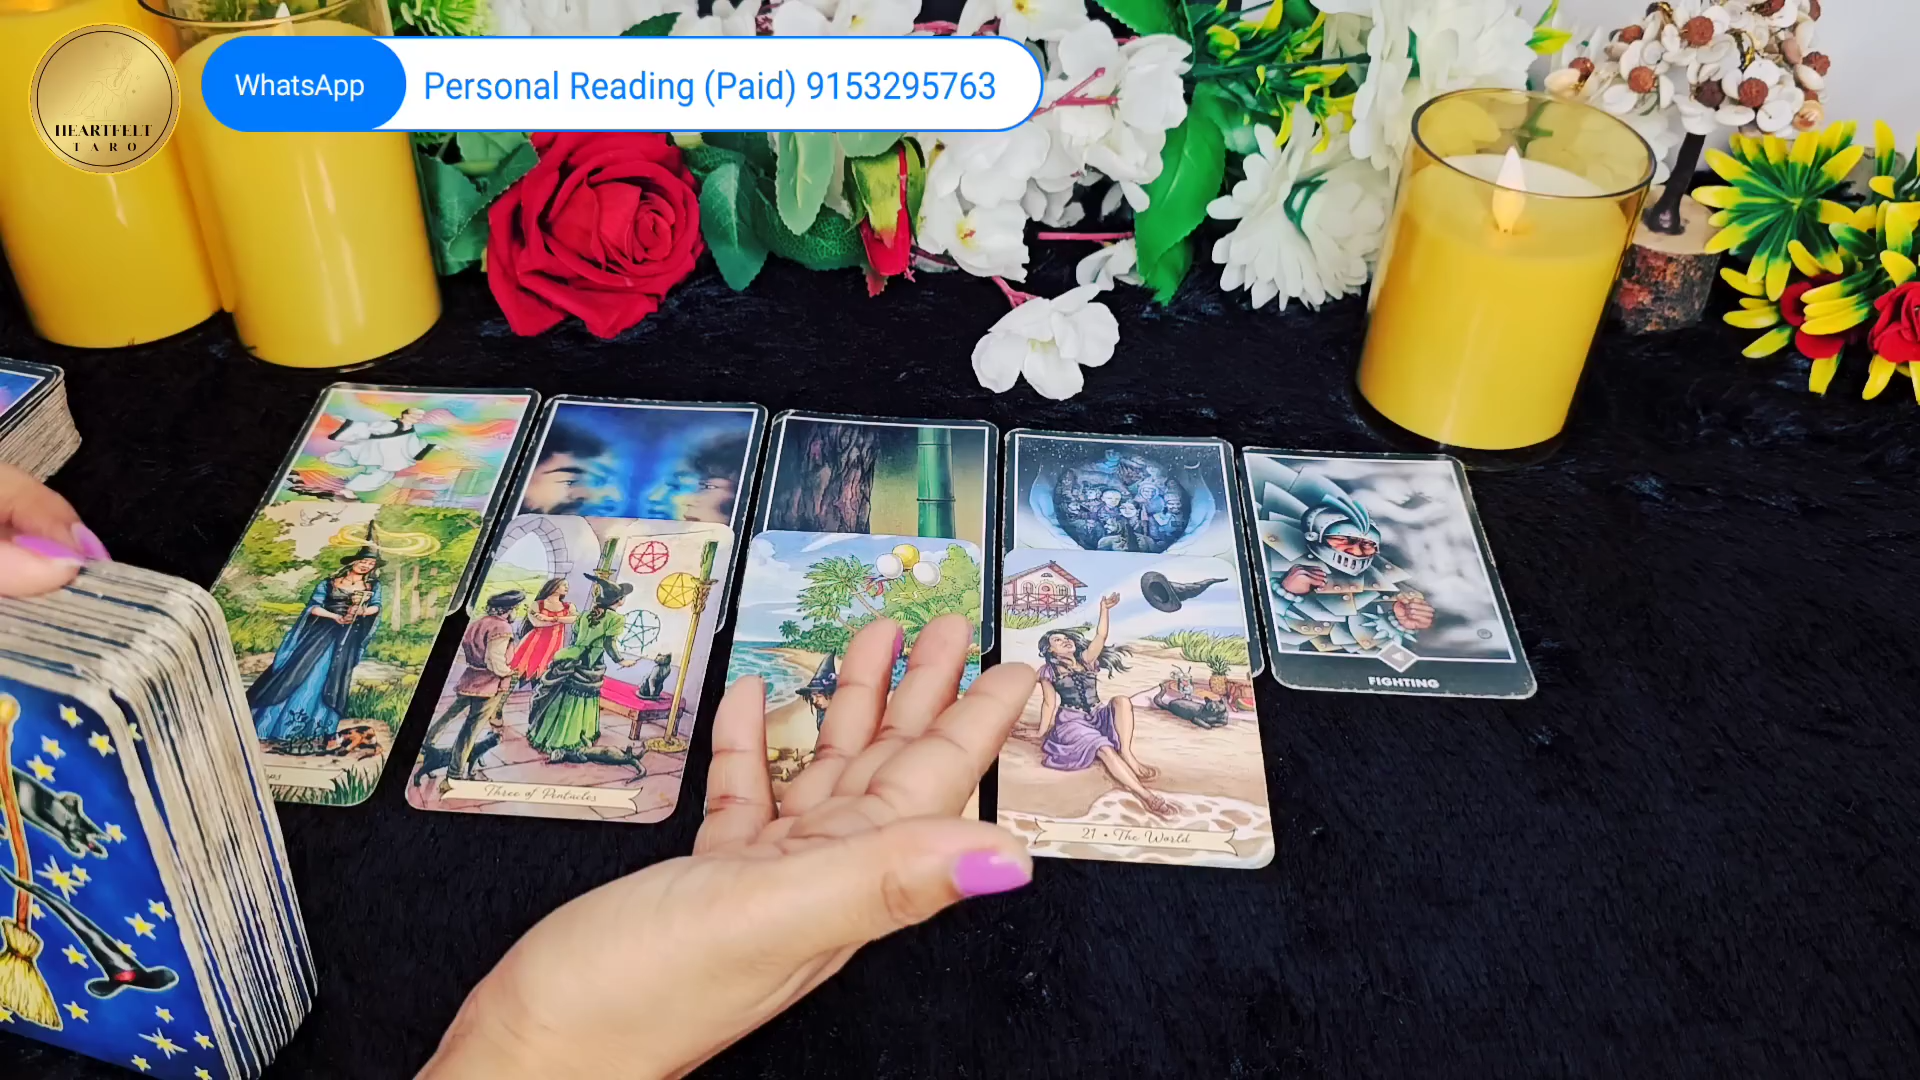 HEARTFELT
TARO
WhatsApp
Personal Reading (Paid) 9153295763
FIGHTING
Three of Pentacles
21 • The World